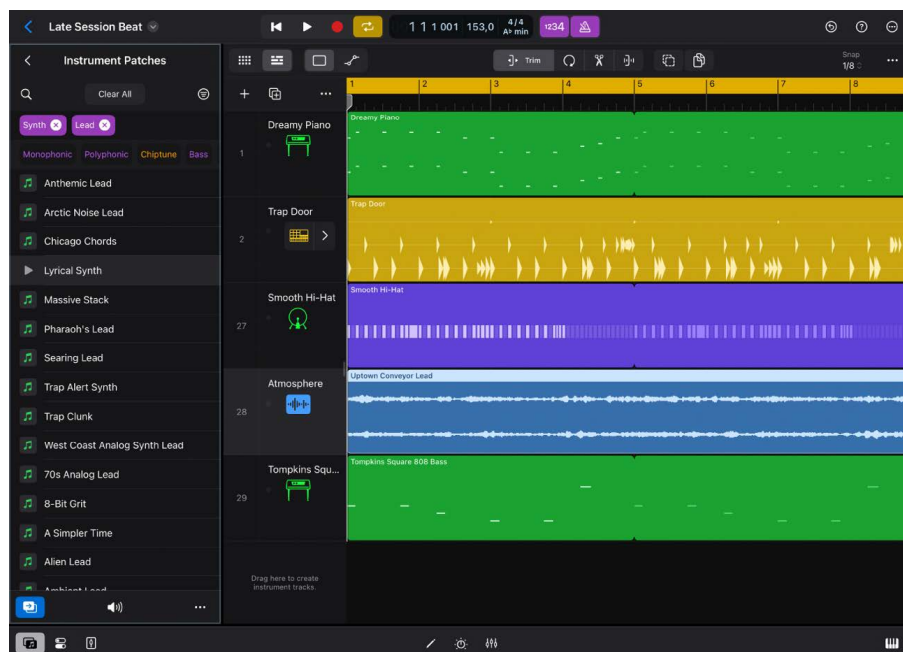 Late Session Beat
1 1 1 001 153,0 4/4 A♭ min 1234
Instrument Patches
Trim
Snap
1/8
Clear All
1 2 3 4 5 6 7 8
Synth Lead
Monophonic Polyphonic Chiptune Bass
Anthemic Lead
Arctic Noise Lead
Chicago Chords
Lyrical Synth
Massive Stack
Pharaoh's Lead
Searing Lead
Trap Alert Synth
Trap Clunk
West Coast Analog Synth Lead
70s Analog Lead
8-Bit Grit
A Simpler Time
Alien Lead
Ambient Lead
1 Dreamy Piano
Dreamy Piano
2 Trap Door
Trap Door
27 Smooth Hi-Hat
Smooth Hi-Hat
28 Atmosphere
Uptown Conveyor Lead
29 Tompkins Squ...
Tompkins Square 808 Bass
Drag here to create
instrument tracks.